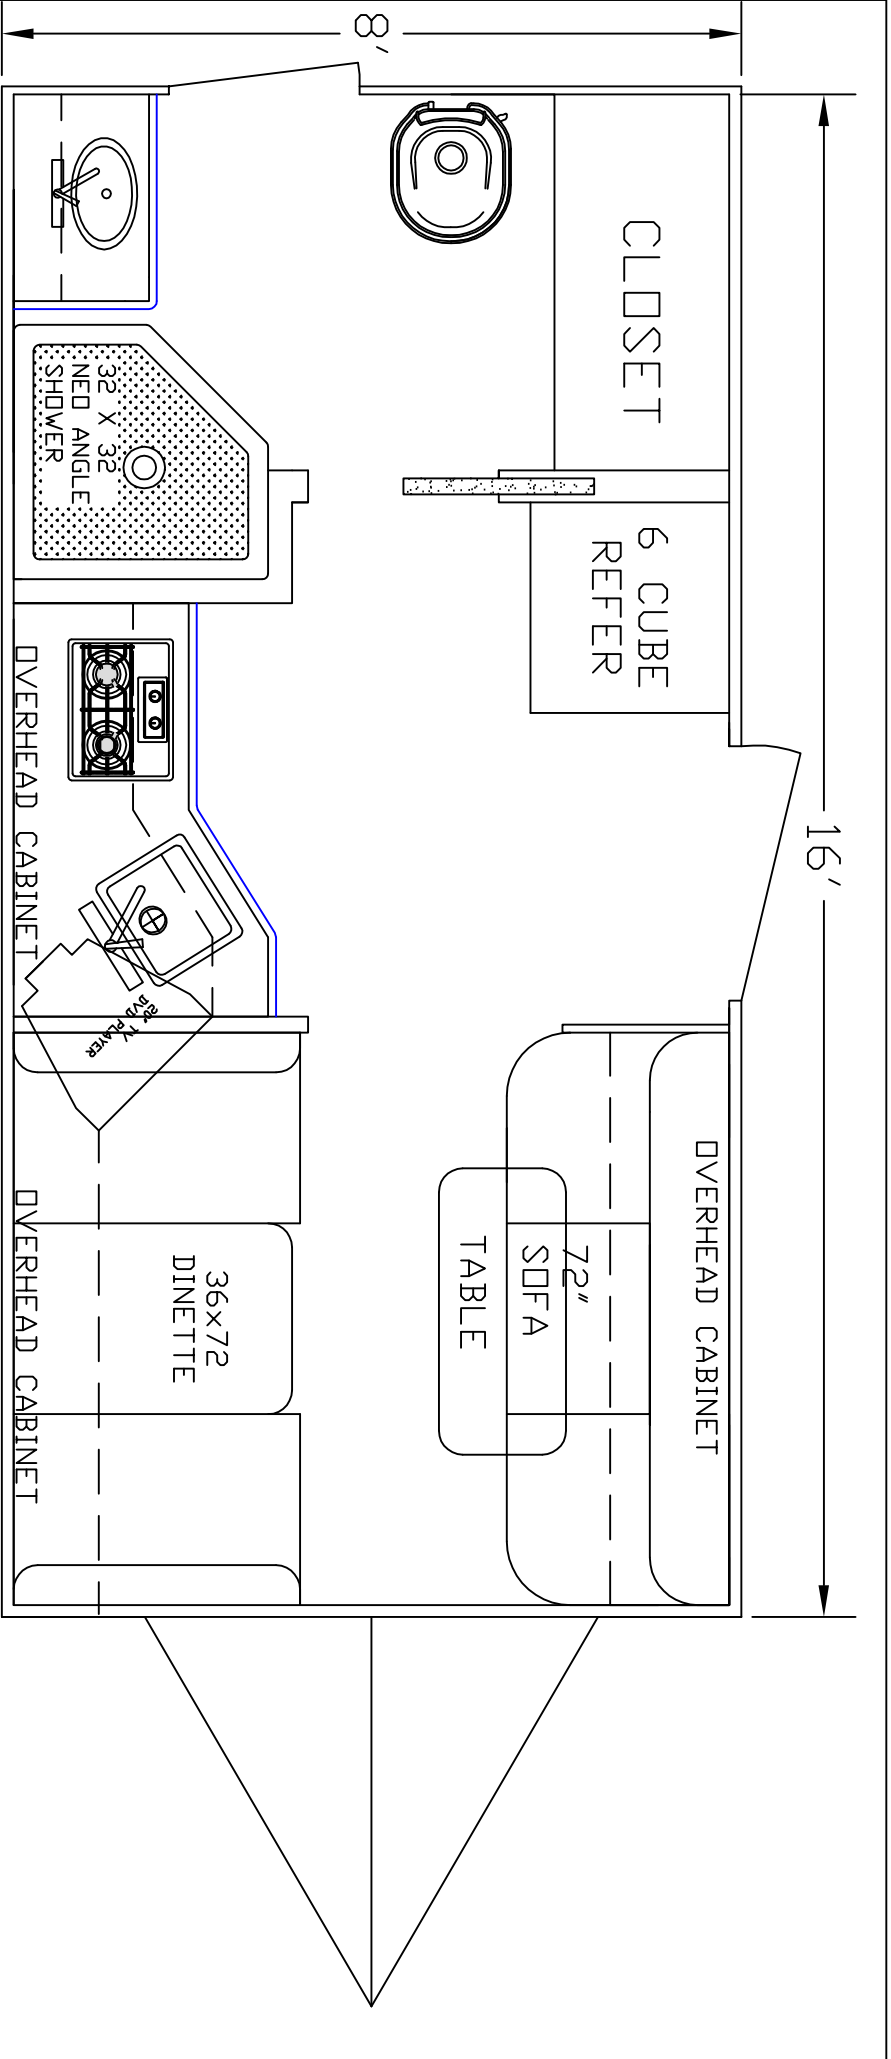 8'
16'
CLOSET
32 X 32
NEO ANGLE
SHOWER
6 CUBE
REFER
OVERHEAD CABINET
20" TV
DVD PLAYER
OVERHEAD CABINET
72"
SOFA
TABLE
36x72
DINETTE
OVERHEAD CABINET